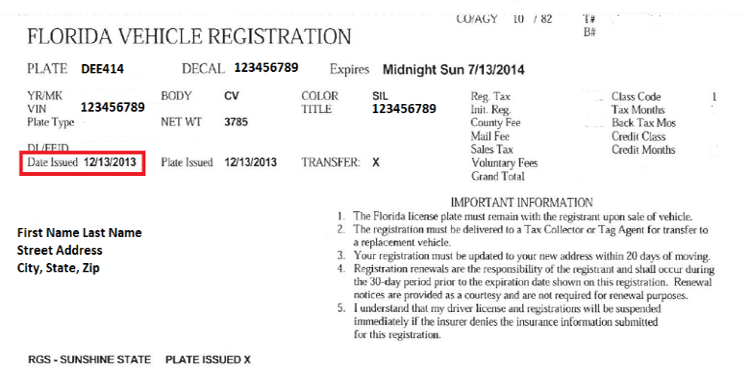 CO/AGY 10 / 82 T#
B#
FLORIDA VEHICLE REGISTRATION
PLATE DEE414 DECAL 123456789 Expires Midnight Sun 7/13/2014
YR/MK BODY CV COLOR SIL Reg. Tax Class Code 1
VIN 123456789 TITLE 123456789 Init. Reg. Tax Months
Plate Type NET WT 3785 County Fee Back Tax Mos
Mail Fee Credit Class
DL/FEID Sales Tax Credit Months
Date Issued 12/13/2013 Plate Issued 12/13/2013 TRANSFER: X Voluntary Fees
Grand Total
IMPORTANT INFORMATION
1. The Florida license plate must remain with the registrant upon sale of vehicle.
2. The registration must be delivered to a Tax Collector or Tag Agent for transfer to
a replacement vehicle.
3. Your registration must be updated to your new address within 20 days of moving.
4. Registration renewals are the responsibility of the registrant and shall occur during
the 30-day period prior to the expiration date shown on this registration. Renewal
notices are provided as a courtesy and are not required for renewal purposes.
5. I understand that my driver license and registrations will be suspended
immediately if the insurer denies the insurance information submitted
for this registration.
First Name Last Name
Street Address
City, State, Zip
RGS - SUNSHINE STATE PLATE ISSUED X